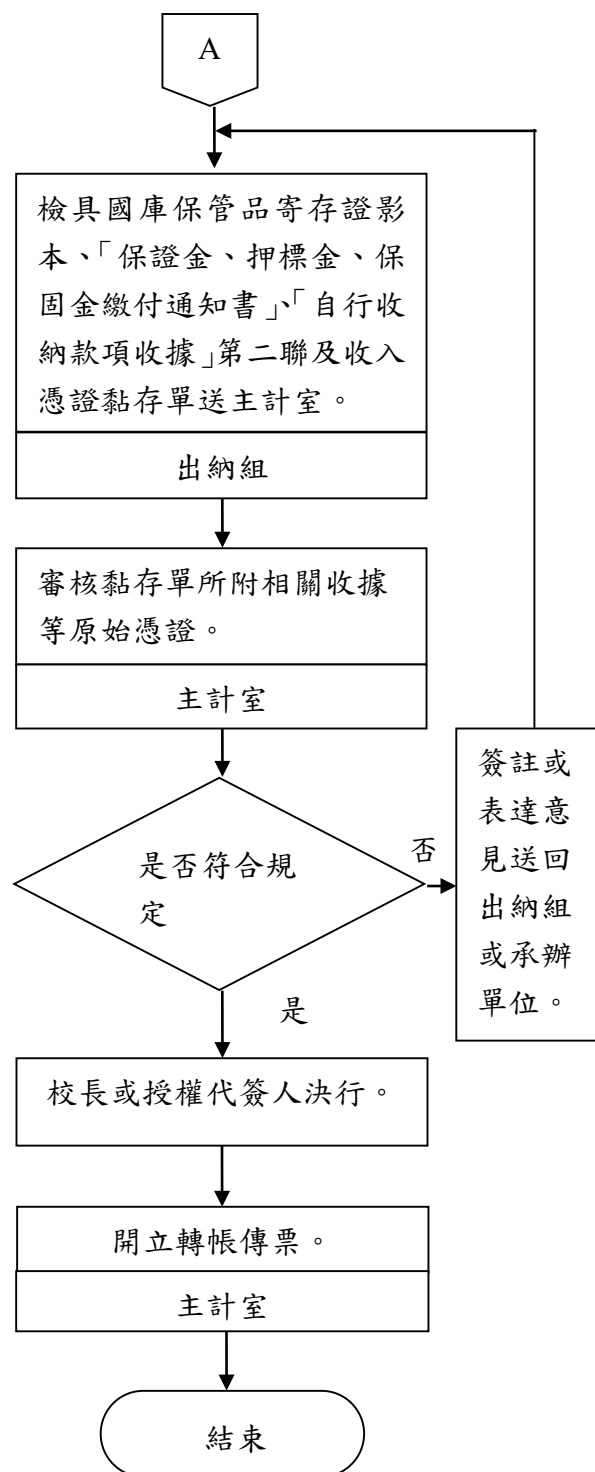 A
檢具國庫保管品寄存證影
本、「保證金、押標金、保
固金繳付通知書」、「自行收
納款項收據」第二聯及收入
憑證黏存單送主計室。
出納組
審核黏存單所附相關收據
等原始憑證。
主計室
是否符合規
定
否
簽註或
表達意
見送回
出納組
或承辦
單位。
是
校長或授權代簽人決行。
開立轉帳傳票。
主計室
結束